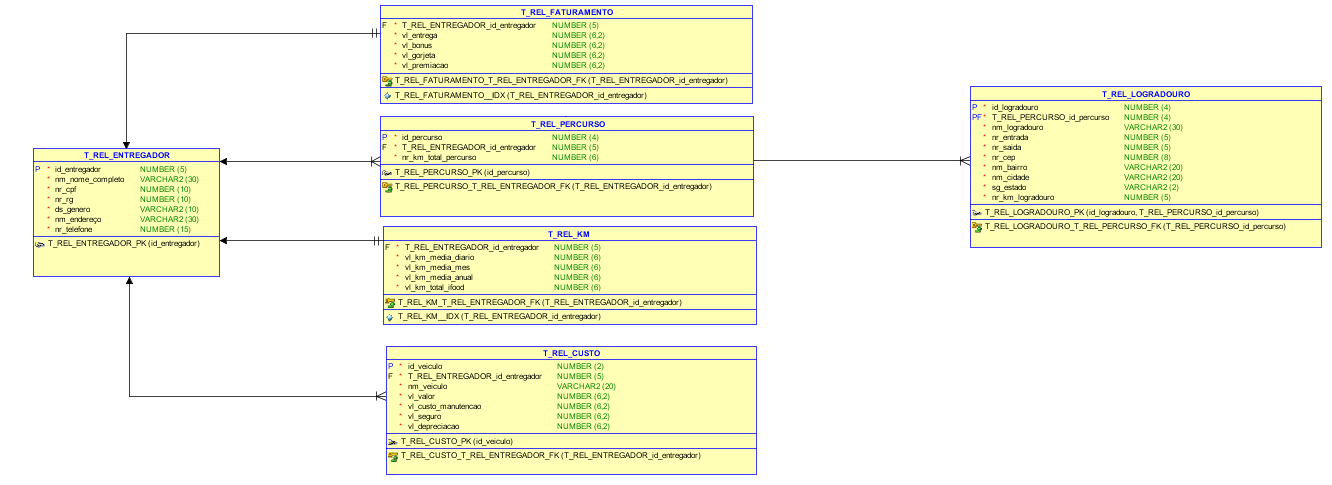 T_REL_FATURAMENTO
F * T_REL_ENTREGADOR_id_entregador NUMBER (5)
* vl_entrega NUMBER (6,2)
* vl_bonus NUMBER (6,2)
* vl_gorjeta NUMBER (6,2)
* vl_premiacao NUMBER (6,2)
T_REL_FATURAMENTO_T_REL_ENTREGADOR_FK (T_REL_ENTREGADOR_id_entregador)
T_REL_FATURAMENTO__IDX (T_REL_ENTREGADOR_id_entregador)
T_REL_PERCURSO
P * id_percurso NUMBER (4)
F * T_REL_ENTREGADOR_id_entregador NUMBER (5)
* nr_km_total_percurso NUMBER (6)
T_REL_PERCURSO_PK (id_percurso)
T_REL_PERCURSO_T_REL_ENTREGADOR_FK (T_REL_ENTREGADOR_id_entregador)
T_REL_LOGRADOURO
P * id_logradouro NUMBER (4)
PF * T_REL_PERCURSO_id_percurso NUMBER (4)
* nm_logradouro VARCHAR2 (30)
* nr_entrada NUMBER (5)
* nr_saida NUMBER (5)
* nr_cep NUMBER (8)
* nm_bairro VARCHAR2 (20)
* nm_cidade VARCHAR2 (20)
* sg_estado VARCHAR2 (2)
* nr_km_logradouro NUMBER (5)
T_REL_LOGRADOURO_PK (id_logradouro, T_REL_PERCURSO_id_percurso)
T_REL_LOGRADOURO_T_REL_PERCURSO_FK (T_REL_PERCURSO_id_percurso)
T_REL_ENTREGADOR
P * id_entregador NUMBER (5)
* nm_nome_completo VARCHAR2 (30)
* nr_cpf NUMBER (10)
* nr_rg NUMBER (10)
* ds_genero VARCHAR2 (10)
* nm_endereço VARCHAR2 (30)
* nr_telefone NUMBER (15)
T_REL_ENTREGADOR_PK (id_entregador)
T_REL_KM
F * T_REL_ENTREGADOR_id_entregador NUMBER (5)
* vl_km_media_diario NUMBER (6)
* vl_km_media_mes NUMBER (6)
* vl_km_media_anual NUMBER (6)
* vl_km_total_ifood NUMBER (6)
T_REL_KM_T_REL_ENTREGADOR_FK (T_REL_ENTREGADOR_id_entregador)
T_REL_KM__IDX (T_REL_ENTREGADOR_id_entregador)
T_REL_CUSTO
P * id_veiculo NUMBER (2)
F * T_REL_ENTREGADOR_id_entregador NUMBER (5)
* nm_veiculo VARCHAR2 (20)
* vl_valor NUMBER (6,2)
* vl_custo_manutencao NUMBER (6,2)
* vl_seguro NUMBER (6,2)
* vl_depreciacao NUMBER (6,2)
T_REL_CUSTO_PK (id_veiculo)
T_REL_CUSTO_T_REL_ENTREGADOR_FK (T_REL_ENTREGADOR_id_entregador)